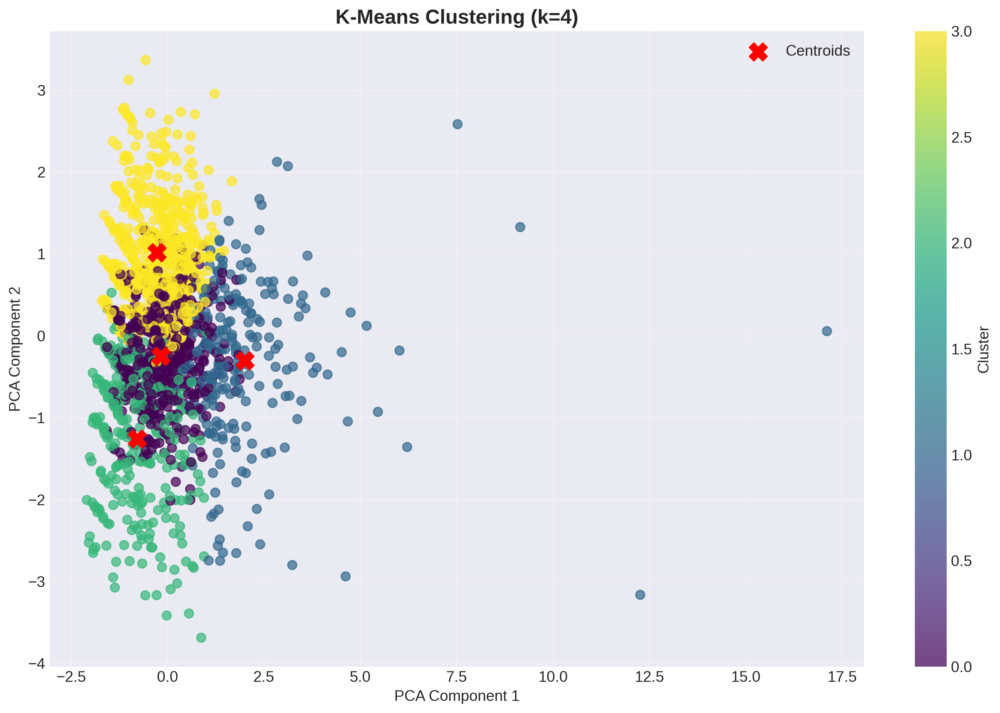 K-Means Clustering (k=4)
Centroids
PCA Component 2
3
2
1
0
−1
−2
−3
−4
−2.5 0.0 2.5 5.0 7.5 10.0 12.5 15.0 17.5
PCA Component 1
3.0
2.5
2.0
1.5
1.0
0.5
0.0
Cluster